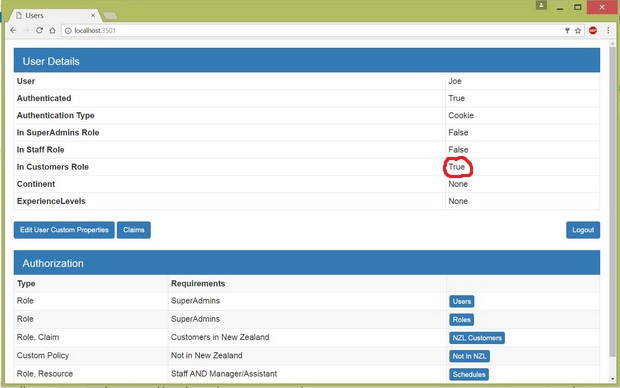 Users
localhost:3501
User Details
User Joe
Authenticated True
Authentication Type Cookie
In SuperAdmins Role False
In Staff Role False
In Customers Role True
Continent None
ExperienceLevels None
Edit User Custom Properties Claims Logout
Authorization
Type Requirements
Role SuperAdmins Users
Role SuperAdmins Roles
Role, Claim Customers in New Zealand NZL Customers
Custom Policy Not in New Zealand Not In NZL
Role, Resource Staff AND Manager/Assistant Schedules